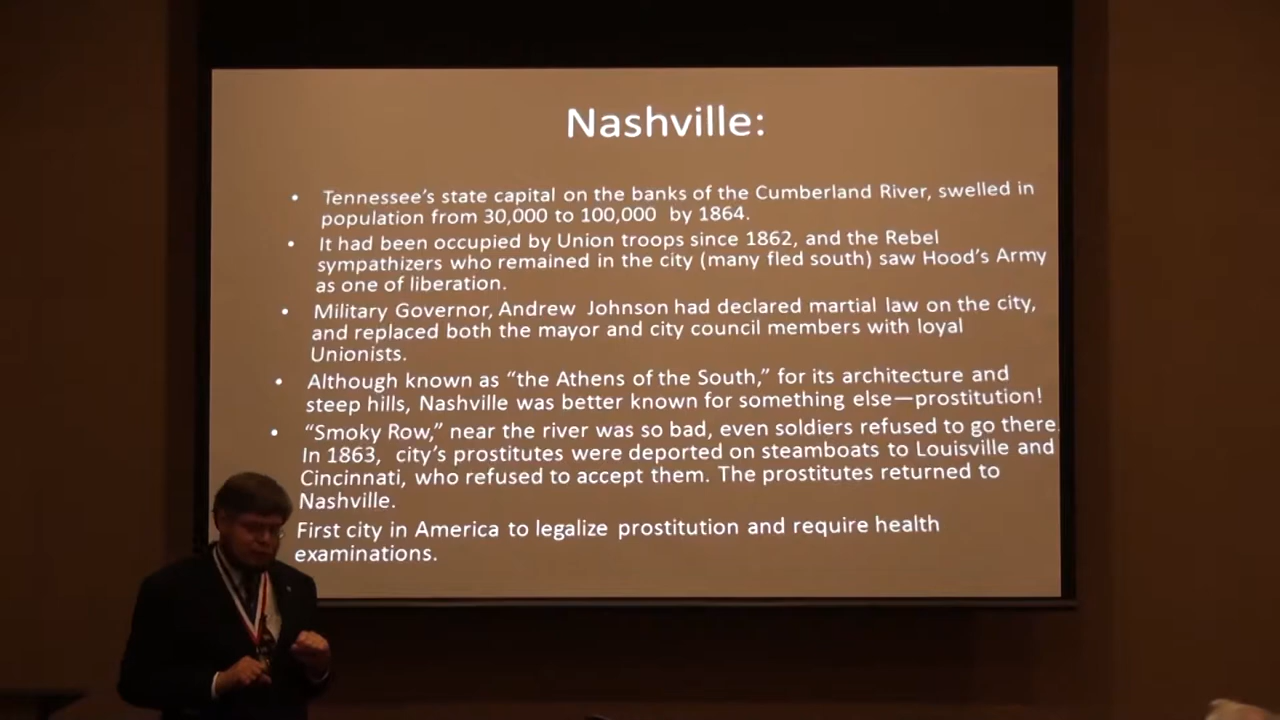 Nashville:
• Tennessee's state capital on the banks of the Cumberland River, swelled in
population from 30,000 to 100,000 by 1864.
• It had been occupied by Union troops since 1862, and the Rebel
sympathizers who remained in the city (many fled south) saw Hood's Army
as one of liberation.
• Military Governor, Andrew Johnson had declared martial law on the city,
and replaced both the mayor and city council members with loyal
Unionists.
• Although known as “the Athens of the South,” for its architecture and
steep hills, Nashville was better known for something else—prostitution!
• “Smoky Row,” near the river was so bad, even soldiers refused to go there.
In 1863, city's prostitutes were deported on steamboats to Louisville and
Cincinnati, who refused to accept them. The prostitutes returned to
Nashville.
First city in America to legalize prostitution and require health
examinations.